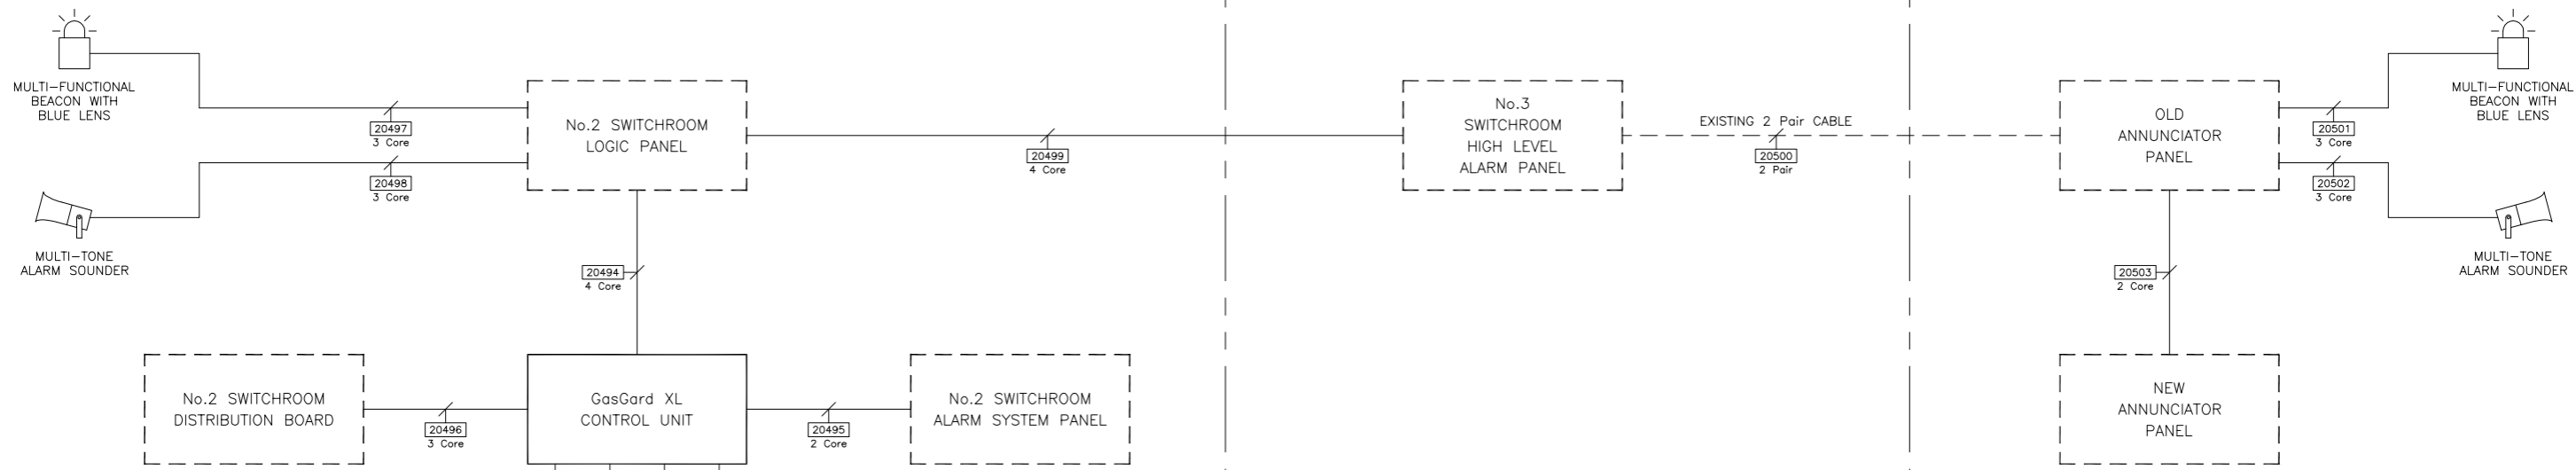 MULTI-FUNCTIONAL
BEACON WITH
BLUE LENS
20497
3 Core
20498
3 Core
MULTI-TONE
ALARM SOUNDER
No.2 SWITCHROOM
LOGIC PANEL
20499
4 Core
No.3
SWITCHROOM
HIGH LEVEL
ALARM PANEL
EXISTING 2 Pair CABLE
20500
2 Pair
OLD
ANNUNCIATOR
PANEL
20501
3 Core
20502
3 Core
MULTI-FUNCTIONAL
BEACON WITH
BLUE LENS
MULTI-TONE
ALARM SOUNDER
20494
4 Core
20503
2 Core
No.2 SWITCHROOM
DISTRIBUTION BOARD
20496
3 Core
GasGard XL
CONTROL UNIT
20495
2 Core
No.2 SWITCHROOM
ALARM SYSTEM PANEL
NEW
ANNUNCIATOR
PANEL